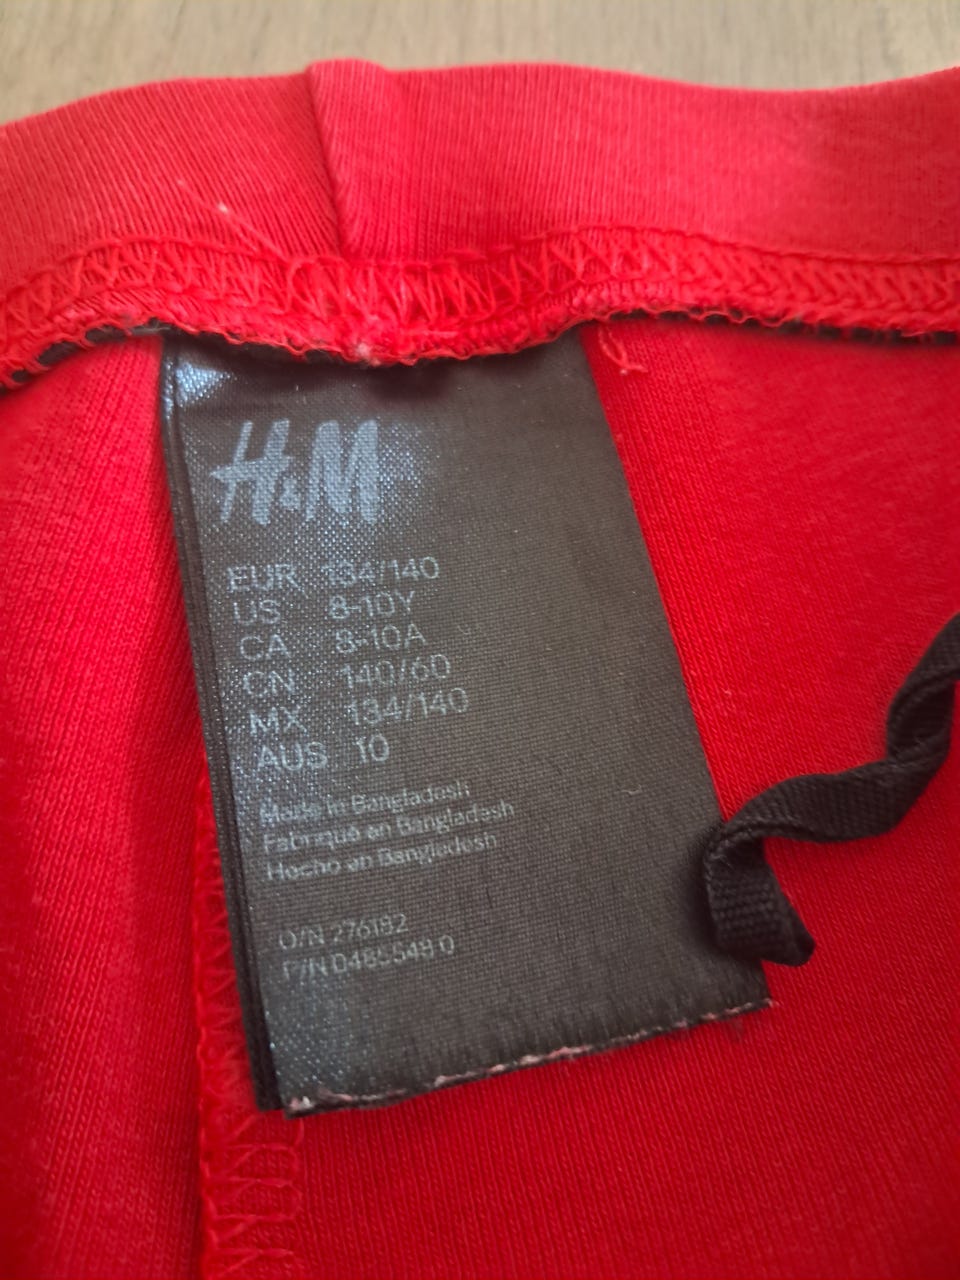 H&M
EUR 134/140
US 8-10Y
CA 8-10A
CN 140/60
MX 134/140
AUS 10
Made in Bangladesh
Fabriqué en Bangladesh
Hecho en Bangladesh
O/N 276182
P/N 0485548 0